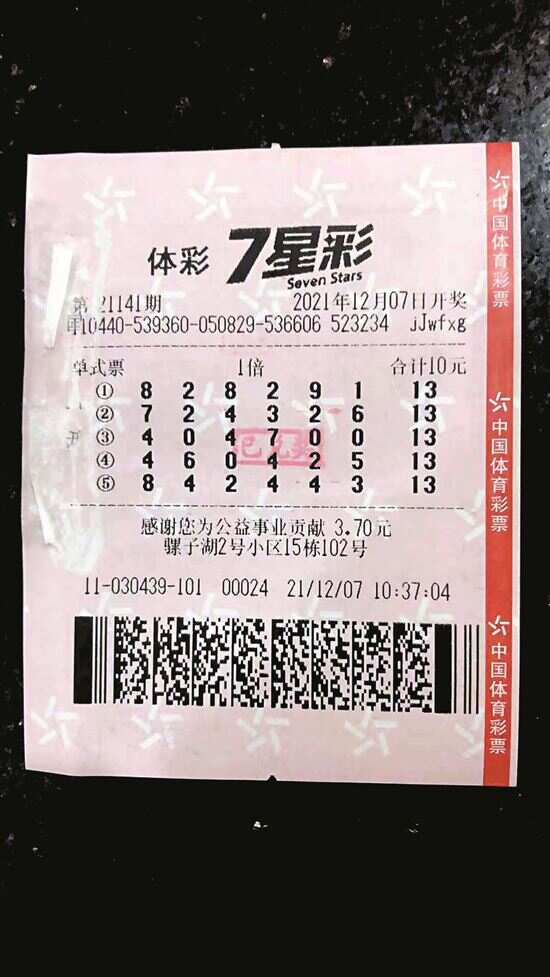 体彩 7星彩
Seven Stars
第 21141期 2021年12月07日开奖
110440-539360-050829-536606 523234 jJwfxg
单式票 1倍 合计10元
① 8 2 8 2 9 1 13
② 7 2 4 3 2 6 13
③ 4 0 4 7 0 0 13
④ 4 6 0 4 2 5 13
⑤ 8 4 2 4 4 3 13
已兑奖
感谢您为公益事业贡献 3.70元
骡子湖2号小区15栋102号
11-030439-101 00024 21/12/07 10:37:04
中国体育彩票
中国体育彩票
中国体育彩票